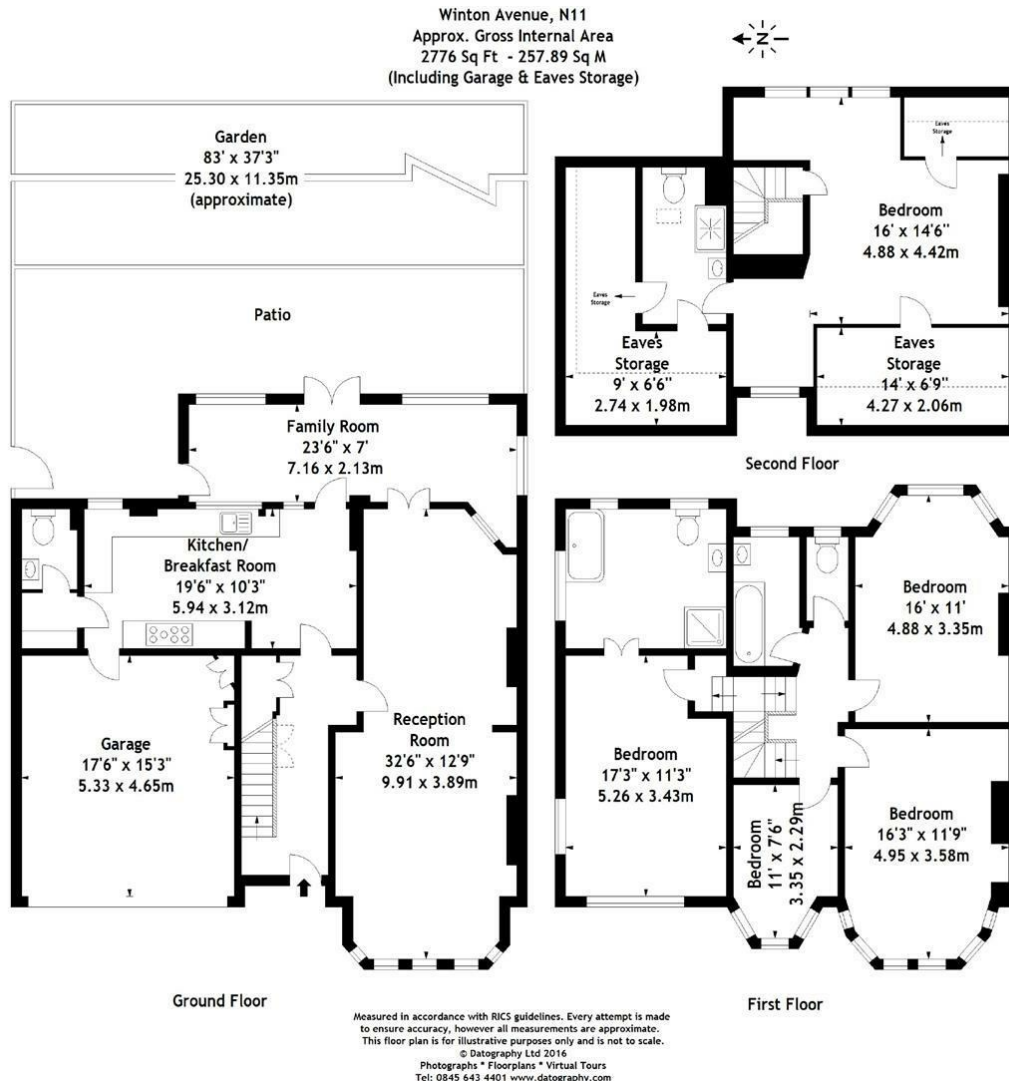 Winton Avenue, N11
Approx. Gross Internal Area
2776 Sq Ft - 257.89 Sq M
(Including Garage & Eaves Storage)
N
Garden
83' x 37'3"
25.30 x 11.35m
(approximate)
Patio
Family Room
23'6" x 7'
7.16 x 2.13m
Kitchen/
Breakfast Room
19'6" x 10'3"
5.94 x 3.12m
Garage
17'6" x 15'3"
5.33 x 4.65m
Reception
Room
32'6" x 12'9"
9.91 x 3.89m
Ground Floor
Eaves
Storage
Bedroom
16' x 14'6"
4.88 x 4.42m
Eaves
Storage
Eaves
Storage
9' x 6'6"
2.74 x 1.98m
Eaves
Storage
14' x 6'9"
4.27 x 2.06m
Second Floor
Bedroom
16' x 11'
4.88 x 3.35m
Bedroom
17'3" x 11'3"
5.26 x 3.43m
Bedroom
11' x 7'6"
3.35 x 2.29m
Bedroom
16'3" x 11'9"
4.95 x 3.58m
First Floor
Measured in accordance with RICS guidelines. Every attempt is made
to ensure accuracy, however all measurements are approximate.
This floor plan is for illustrative purposes only and is not to scale.
© Datography Ltd 2016
Photographs * Floorplans * Virtual Tours
Tel: 0845 643 4401 www.datography.com